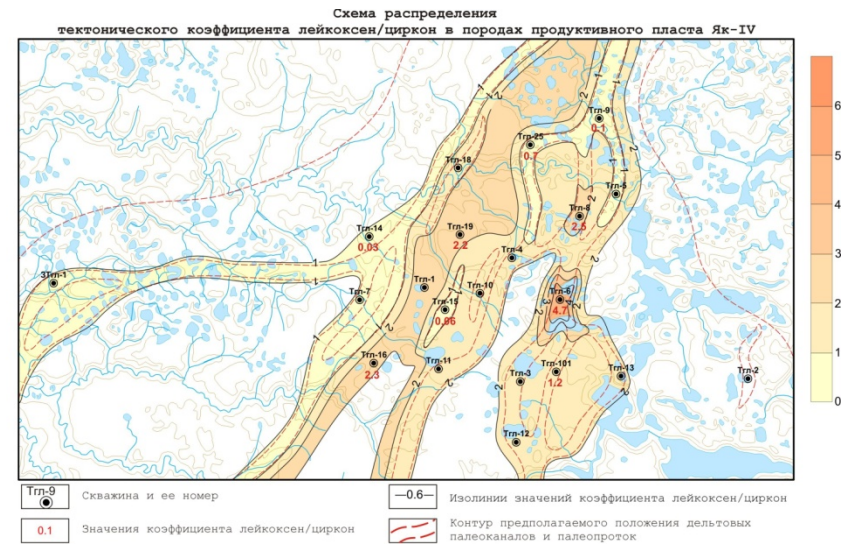 Схема распределения
тектонического коэффициента лейкоксен/циркон в породах продуктивного пласта Як-IV
Тгл-9
0.1
Тгл-25
0.7
Тгл-18
Тгл-5
Тгл-8
2.5
Тгл-14
0.03
Тгл-19
2.2
Тгл-4
3Тгл-1
Тгл-7
Тгл-1
Тгл-10
Тгл-15
0.96
Тгл-6
4.7
Тгл-16
2.3
Тгл-11
Тгл-3
Тгл-101
1.2
Тгл-13
Тгл-2
Тгл-12
6
5
4
3
2
1
0
Тгл-9
Скважина и ее номер
0.6
Изолинии значений коэффициента лейкоксен/циркон
0.1
Значения коэффициента лейкоксен/циркон
Контур предполагаемого положения дельтовых
палеоканалов и палеопроток